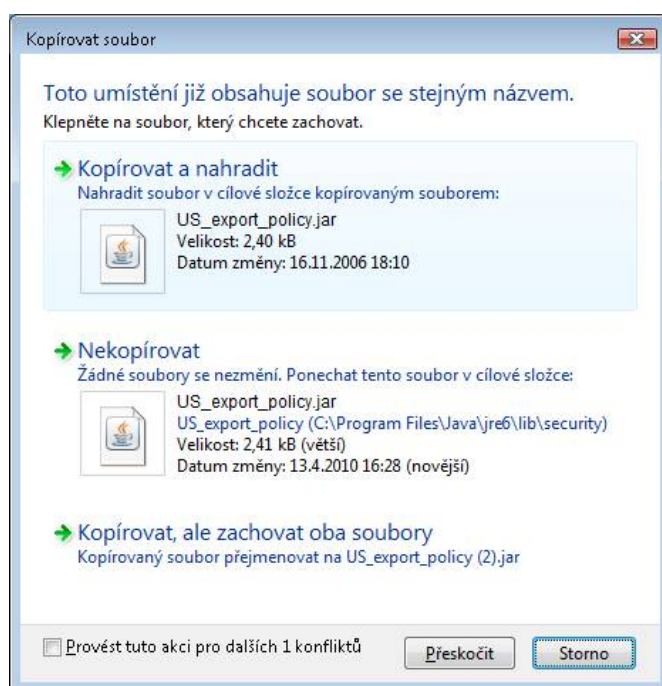 Kopírovat soubor
Toto umístění již obsahuje soubor se stejným názvem.
Klepněte na soubor, který chcete zachovat.
Kopírovat a nahradit
Nahradit soubor v cílové složce kopírovaným souborem:
US_export_policy.jar
Velikost: 2,40 kB
Datum změny: 16.11.2006 18:10
Nekopírovat
Žádné soubory se nezmění. Ponechat tento soubor v cílové složce:
US_export_policy.jar
US_export_policy (C:\Program Files\Java\jre6\lib\security)
Velikost: 2,41 kB (větší)
Datum změny: 13.4.2010 16:28 (novější)
Kopírovat, ale zachovat oba soubory
Kopírovaný soubor přejmenovat na US_export_policy (2).jar
Provést tuto akci pro dalších 1 konfliktů
Přeskočit
Storno